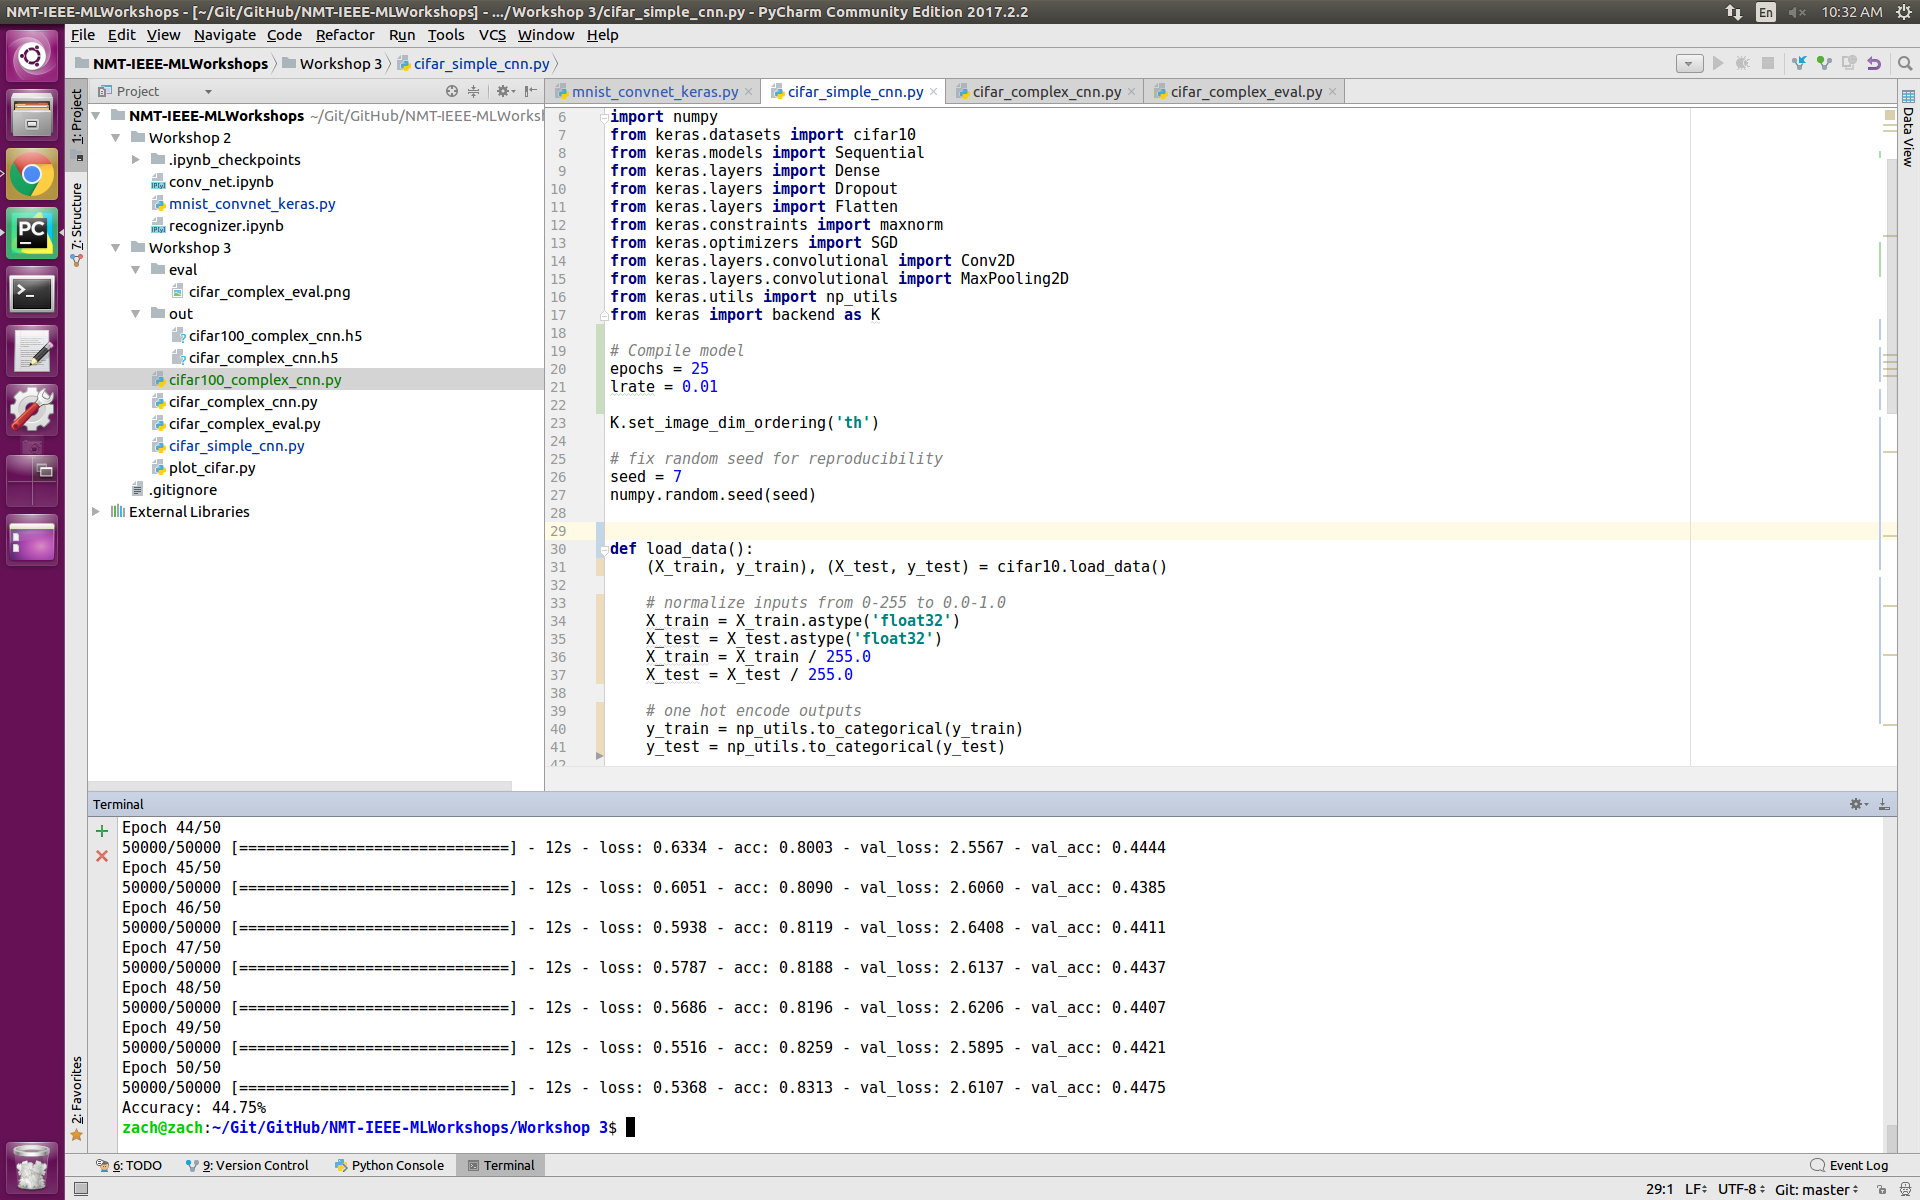 NMT-IEEE-MLWorkshops - [~/Git/GitHub/NMT-IEEE-MLWorkshops] - .../Workshop 3/cifar_simple_cnn.py - PyCharm Community Edition 2017.2.2
En
10:32 AM
File Edit View Navigate Code Refactor Run Tools VCS Window Help
NMT-IEEE-MLWorkshops Workshop 3 cifar_simple_cnn.py
Project
mnist_convnet_keras.py cifar_simple_cnn.py cifar_complex_cnn.py cifar_complex_eval.py
1: Project
7: Structure
2: Favorites
Data View
NMT-IEEE-MLWorkshops ~/Git/GitHub/NMT-IEEE-MLWorksh
Workshop 2
.ipynb_checkpoints
conv_net.ipynb
mnist_convnet_keras.py
recognizer.ipynb
Workshop 3
eval
cifar_complex_eval.png
out
cifar100_complex_cnn.h5
cifar_complex_cnn.h5
cifar100_complex_cnn.py
cifar_complex_cnn.py
cifar_complex_eval.py
cifar_simple_cnn.py
plot_cifar.py
.gitignore
External Libraries
6 import numpy
7 from keras.datasets import cifar10
8 from keras.models import Sequential
9 from keras.layers import Dense
10 from keras.layers import Dropout
11 from keras.layers import Flatten
12 from keras.constraints import maxnorm
13 from keras.optimizers import SGD
14 from keras.layers.convolutional import Conv2D
15 from keras.layers.convolutional import MaxPooling2D
16 from keras.utils import np_utils
17 from keras import backend as K
18
19 # Compile model
20 epochs = 25
21 lrate = 0.01
22
23 K.set_image_dim_ordering('th')
24
25 # fix random seed for reproducibility
26 seed = 7
27 numpy.random.seed(seed)
28
29
30 def load_data():
31 (X_train, y_train), (X_test, y_test) = cifar10.load_data()
32
33 # normalize inputs from 0-255 to 0.0-1.0
34 X_train = X_train.astype('float32')
35 X_test = X_test.astype('float32')
36 X_train = X_train / 255.0
37 X_test = X_test / 255.0
38
39 # one hot encode outputs
40 y_train = np_utils.to_categorical(y_train)
41 y_test = np_utils.to_categorical(y_test)
42
Terminal
Epoch 44/50
50000/50000 [==============================] - 12s - loss: 0.6334 - acc: 0.8003 - val_loss: 2.5567 - val_acc: 0.4444
Epoch 45/50
50000/50000 [==============================] - 12s - loss: 0.6051 - acc: 0.8090 - val_loss: 2.6060 - val_acc: 0.4385
Epoch 46/50
50000/50000 [==============================] - 12s - loss: 0.5938 - acc: 0.8119 - val_loss: 2.6408 - val_acc: 0.4411
Epoch 47/50
50000/50000 [==============================] - 12s - loss: 0.5787 - acc: 0.8188 - val_loss: 2.6137 - val_acc: 0.4437
Epoch 48/50
50000/50000 [==============================] - 12s - loss: 0.5686 - acc: 0.8196 - val_loss: 2.6206 - val_acc: 0.4407
Epoch 49/50
50000/50000 [==============================] - 12s - loss: 0.5516 - acc: 0.8259 - val_loss: 2.5895 - val_acc: 0.4421
Epoch 50/50
50000/50000 [==============================] - 12s - loss: 0.5368 - acc: 0.8313 - val_loss: 2.6107 - val_acc: 0.4475
Accuracy: 44.75%
zach@zach:~/Git/GitHub/NMT-IEEE-MLWorkshops/Workshop 3$
6: TODO 9: Version Control Python Console Terminal Event Log
29:1 LF UTF-8 Git: master